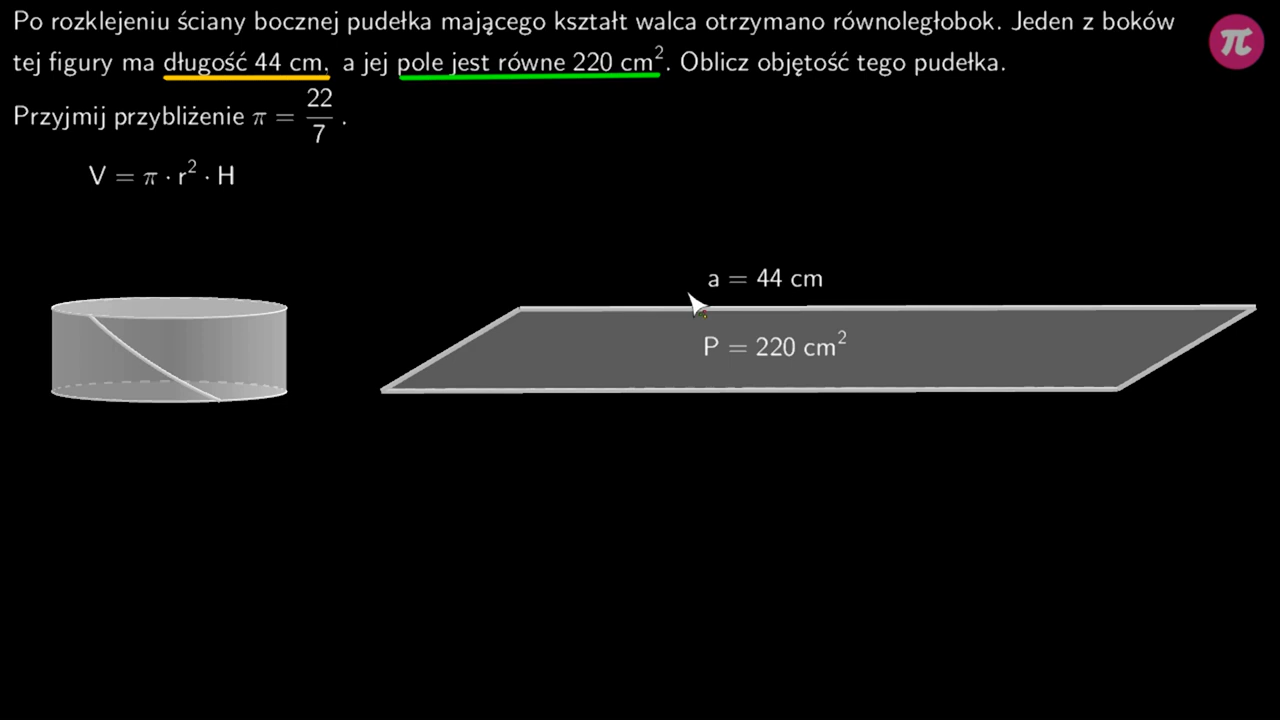 Po rozklejeniu ściany bocznej pudełka mającego kształt walca otrzymano równoległobok. Jeden z boków
tej figury ma długość 44 cm, a jej pole jest równe 220 cm². Oblicz objętość tego pudełka.
Przyjmij przybliżenie π = 22/7 .
V = π · r² · H
a = 44 cm
P = 220 cm²
π